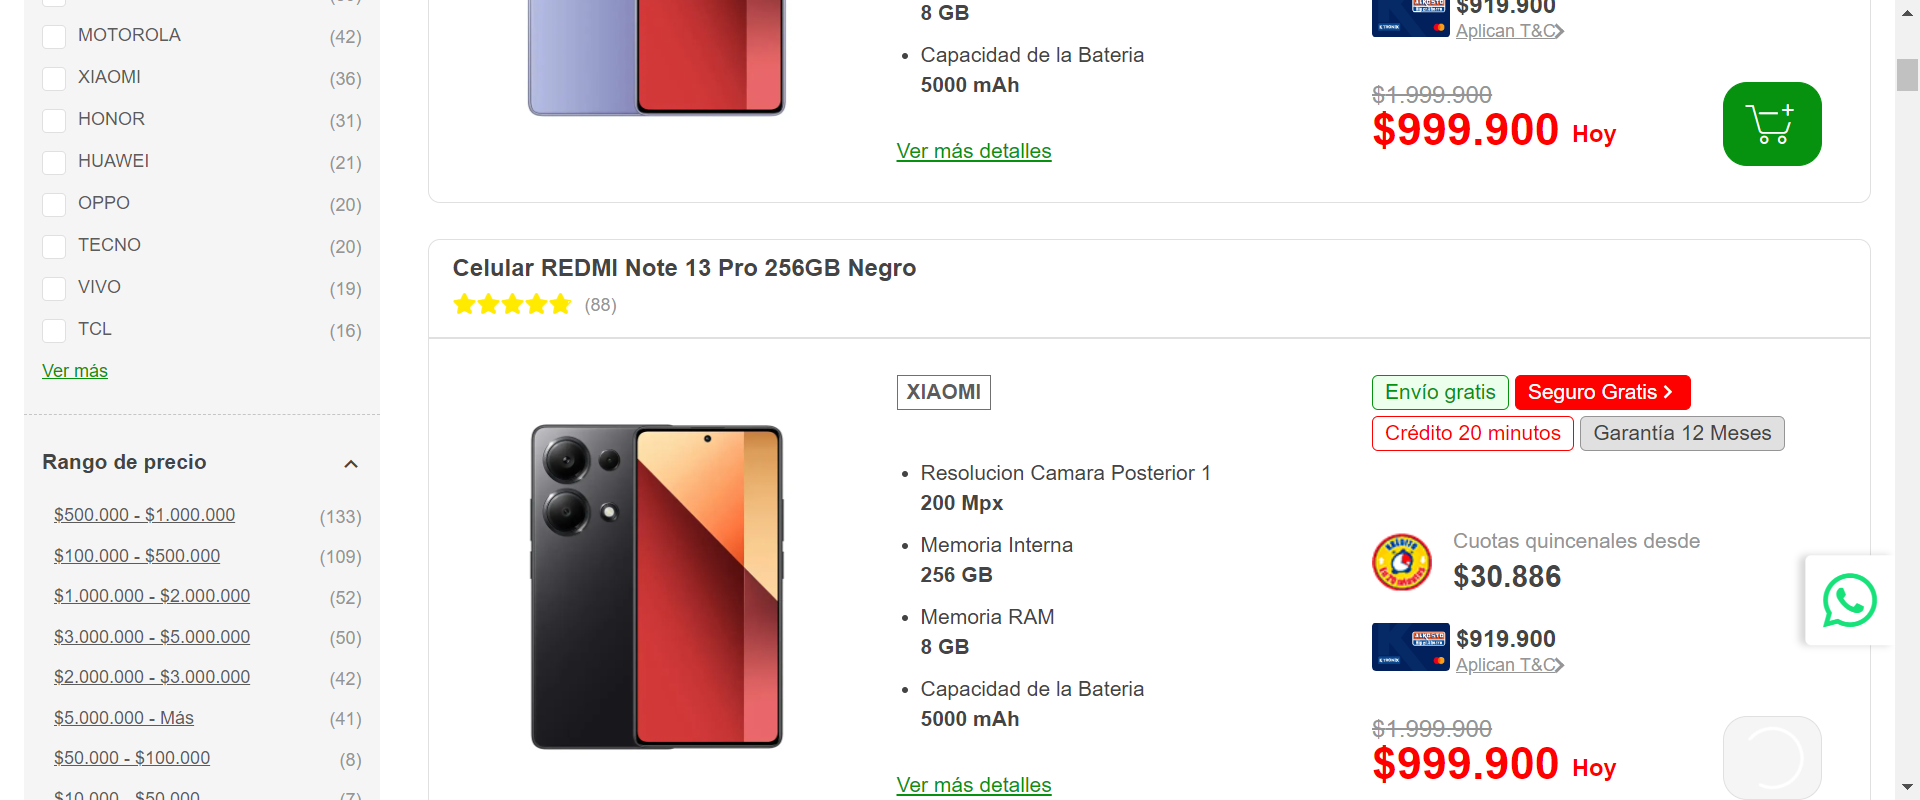 MOTOROLA (42)
XIAOMI (36)
HONOR (31)
HUAWEI (21)
OPPO (20)
TECNO (20)
VIVO (19)
TCL (16)
Ver más
Rango de precio
$500.000 - $1.000.000 (133)
$100.000 - $500.000 (109)
$1.000.000 - $2.000.000 (52)
$3.000.000 - $5.000.000 (50)
$2.000.000 - $3.000.000 (42)
$5.000.000 - Más (41)
$50.000 - $100.000 (8)
$10.000 - $50.000 (7)
8 GB
Capacidad de la Bateria
5000 mAh
Ver más detalles
$919.900
Aplican T&C
$1.999.900
$999.900 Hoy
Celular REDMI Note 13 Pro 256GB Negro
(88)
XIAOMI
Resolucion Camara Posterior 1
200 Mpx
Memoria Interna
256 GB
Memoria RAM
8 GB
Capacidad de la Bateria
5000 mAh
Ver más detalles
Envío gratis
Seguro Gratis
Crédito 20 minutos
Garantía 12 Meses
Cuotas quincenales desde
$30.886
ALKOSTO
$919.900
Aplican T&C
$1.999.900
$999.900 Hoy